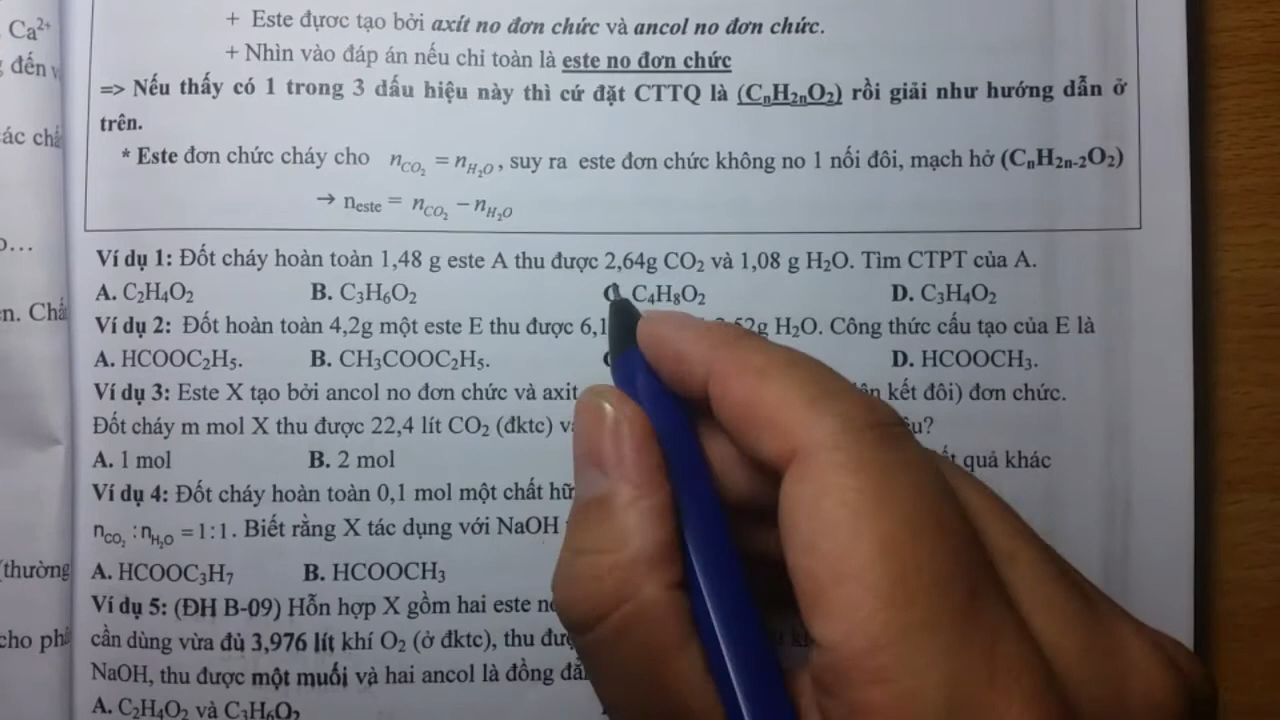 Ca²⁺
đến v
ác chấ
n. Chấ
thường
cho phâ
+ Este được tạo bởi axít no đơn chức và ancol no đơn chức.
+ Nhìn vào đáp án nếu chỉ toàn là este no đơn chức
=> Nếu thấy có 1 trong 3 dấu hiệu này thì cứ đặt CTTQ là (CₙH₂ₙO₂) rồi giải như hướng dẫn ở
trên.
* Este đơn chức cháy cho n_CO₂ = n_H₂O, suy ra este đơn chức không no 1 nối đôi, mạch hở (CₙH₂ₙ₋₂O₂)
→ nₑₛₜₑ = n_CO₂ − n_H₂O
Ví dụ 1: Đốt cháy hoàn toàn 1,48 g este A thu được 2,64g CO₂ và 1,08 g H₂O. Tìm CTPT của A.
A. C₂H₄O₂ B. C₃H₆O₂ C₄H₈O₂ D. C₃H₄O₂
Ví dụ 2: Đốt hoàn toàn 4,2g một este E thu được 6,1 52g H₂O. Công thức cấu tạo của E là
A. HCOOC₂H₅. B. CH₃COOC₂H₅. D. HCOOCH₃.
Ví dụ 3: Este X tạo bởi ancol no đơn chức và axit kết đôi) đơn chức.
Đốt cháy m mol X thu được 22,4 lít CO₂ (đktc)
A. 1 mol B. 2 mol quả khác
Ví dụ 4: Đốt cháy hoàn toàn 0,1 mol một chất hữ
n_CO₂ : n_H₂O = 1:1. Biết rằng X tác dụng với NaOH
A. HCOOC₃H₇ B. HCOOCH₃
Ví dụ 5: (ĐH B-09) Hỗn hợp X gồm hai este n
cần dùng vừa đủ 3,976 lít khí O₂ (ở đktc), thu đư
NaOH, thu được một muối và hai ancol là đồng đẳ
A. C₂H₄O₂ và C₃H₆O₂